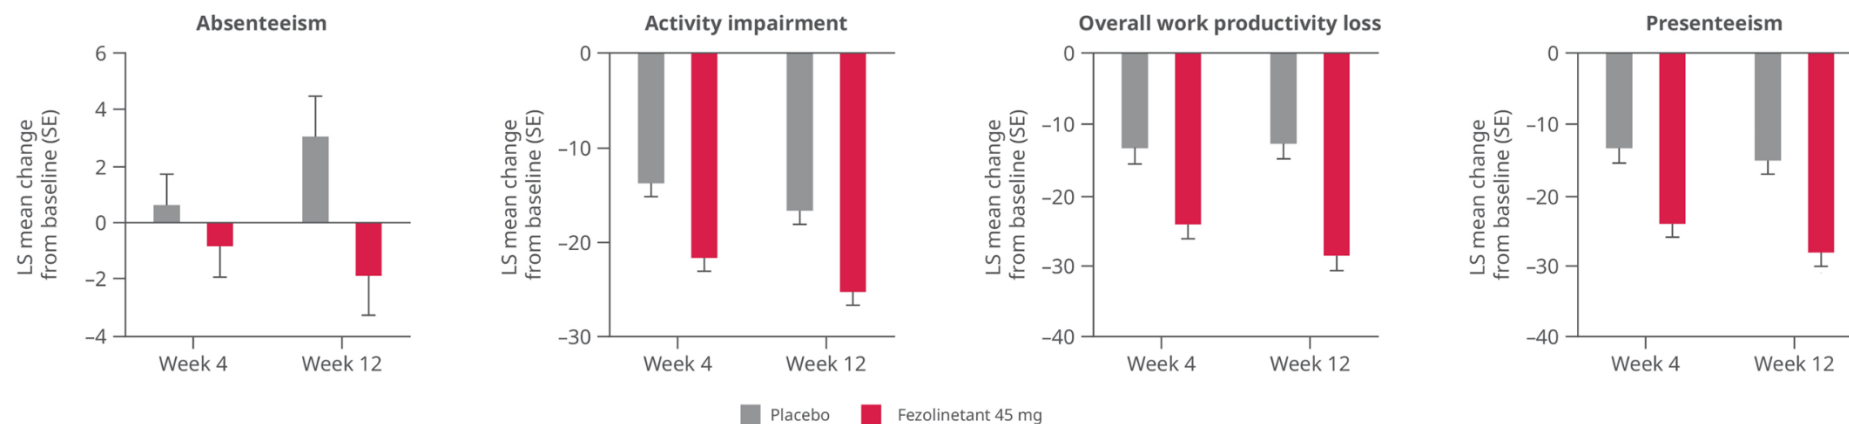 Absenteeism
LS mean change
from baseline (SE)
6
4
2
0
–2
–4
Week 4
Week 12
Activity impairment
LS mean change
from baseline (SE)
0
–10
–20
–30
Week 4
Week 12
Overall work productivity loss
LS mean change
from baseline (SE)
0
–10
–20
–30
–40
Week 4
Week 12
Presenteeism
LS mean change
from baseline (SE)
0
–10
–20
–30
–40
Week 4
Week 12
Placebo
Fezolinetant 45 mg